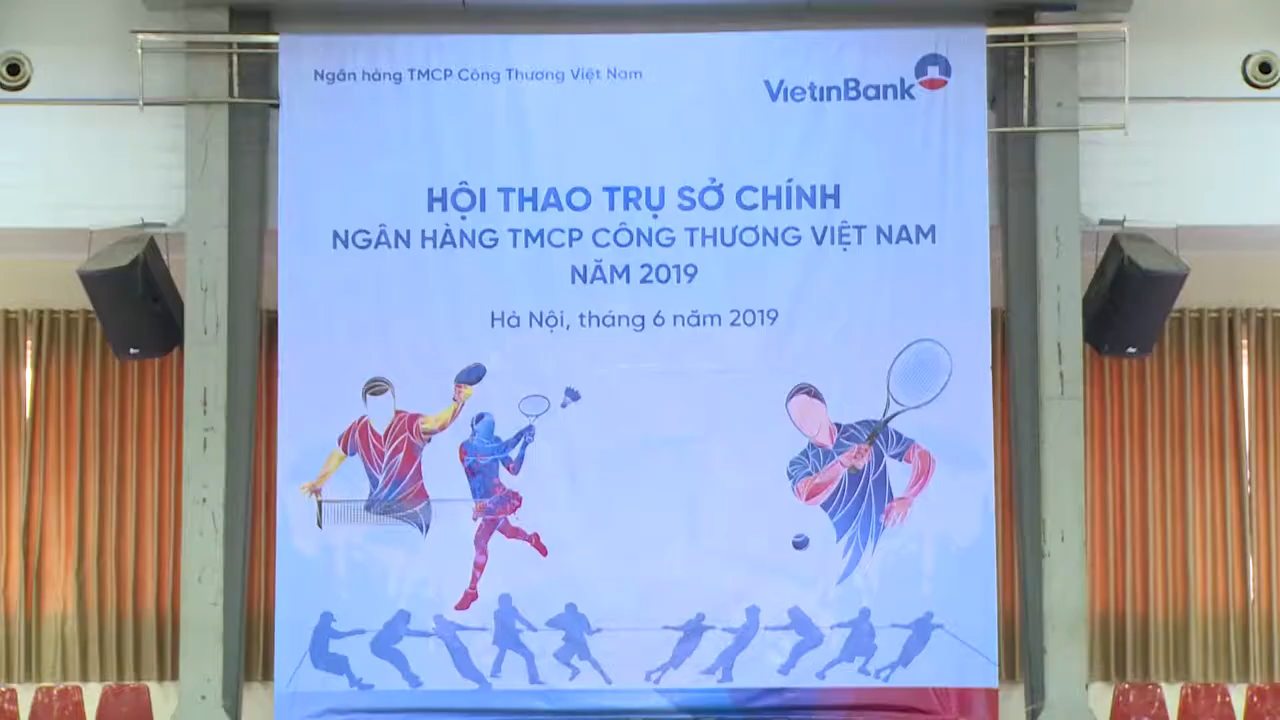 Ngân hàng TMCP Công Thương Việt Nam
VietinBank
HỘI THAO TRỤ SỞ CHÍNH
NGÂN HÀNG TMCP CÔNG THƯƠNG VIỆT NAM
NĂM 2019
Hà Nội, tháng 6 năm 2019